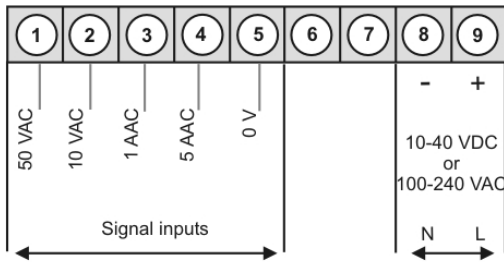 1 2 3 4 5 6 7 8 9
50 VAC
10 VAC
1 AAC
5 AAC
0 V
- +
10-40 VDC
or
100-240 VAC
Signal inputs
N L